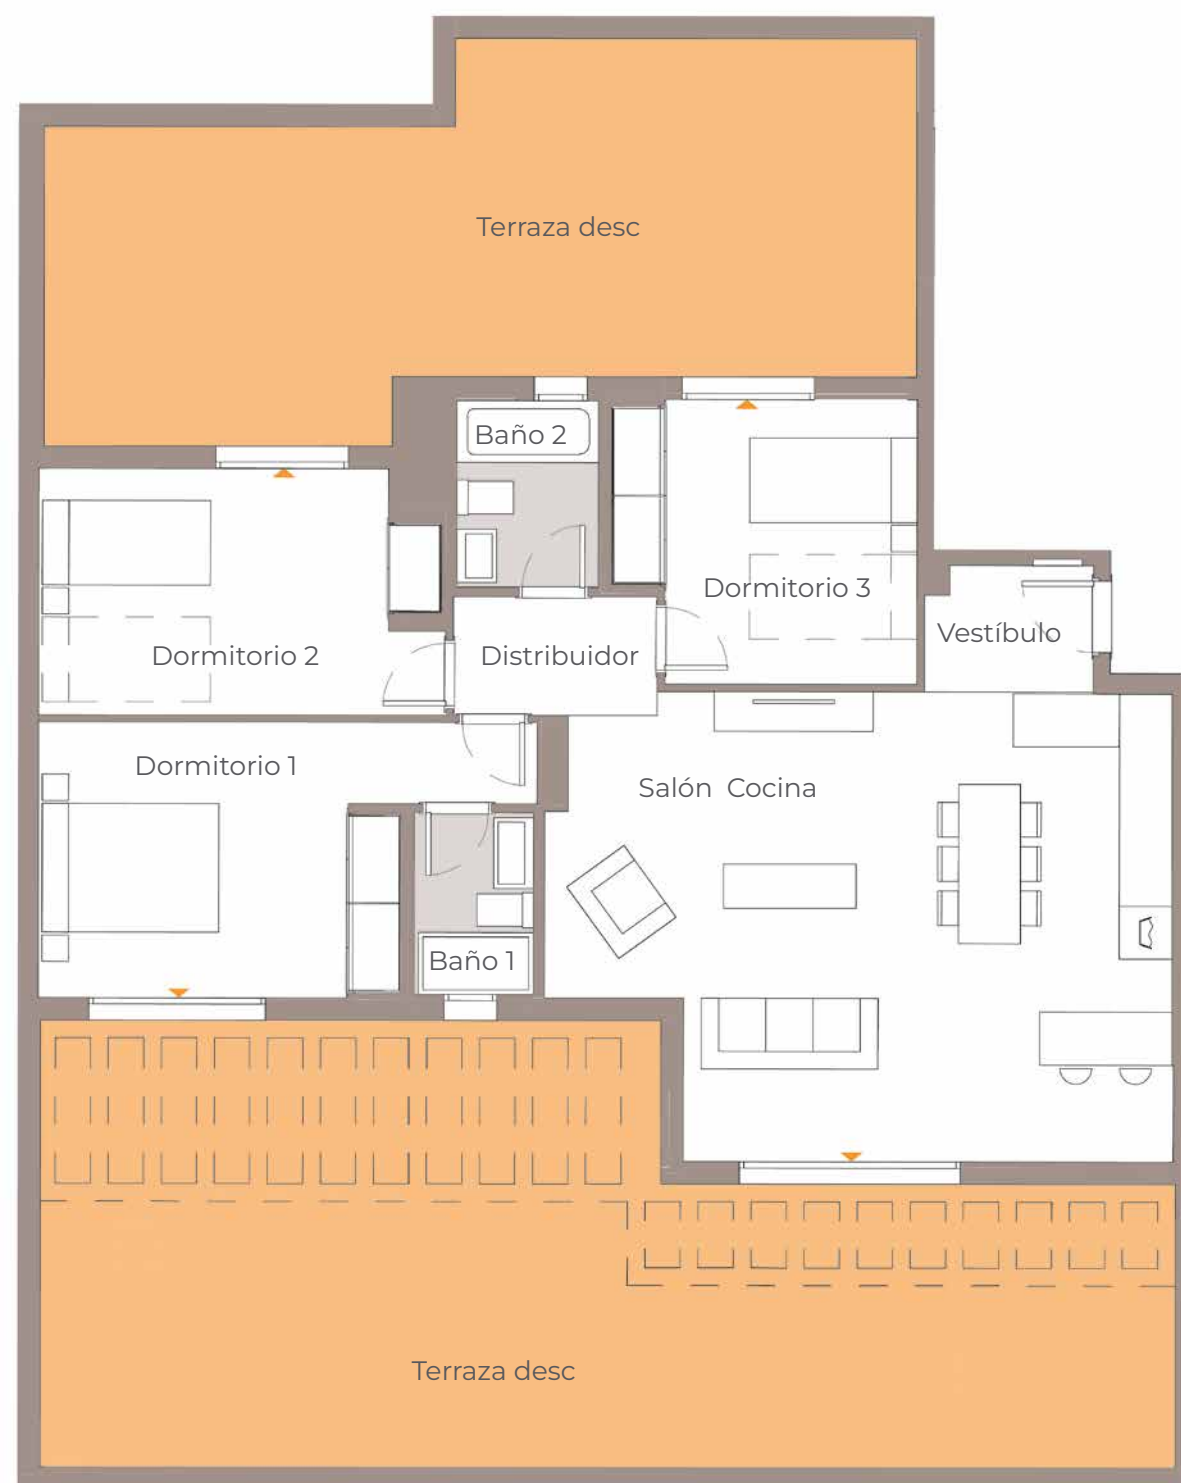 Terraza desc
Baño 2
Dormitorio 3
Vestíbulo
Dormitorio 2
Distribuidor
Dormitorio 1
Salón Cocina
Baño 1
Terraza desc